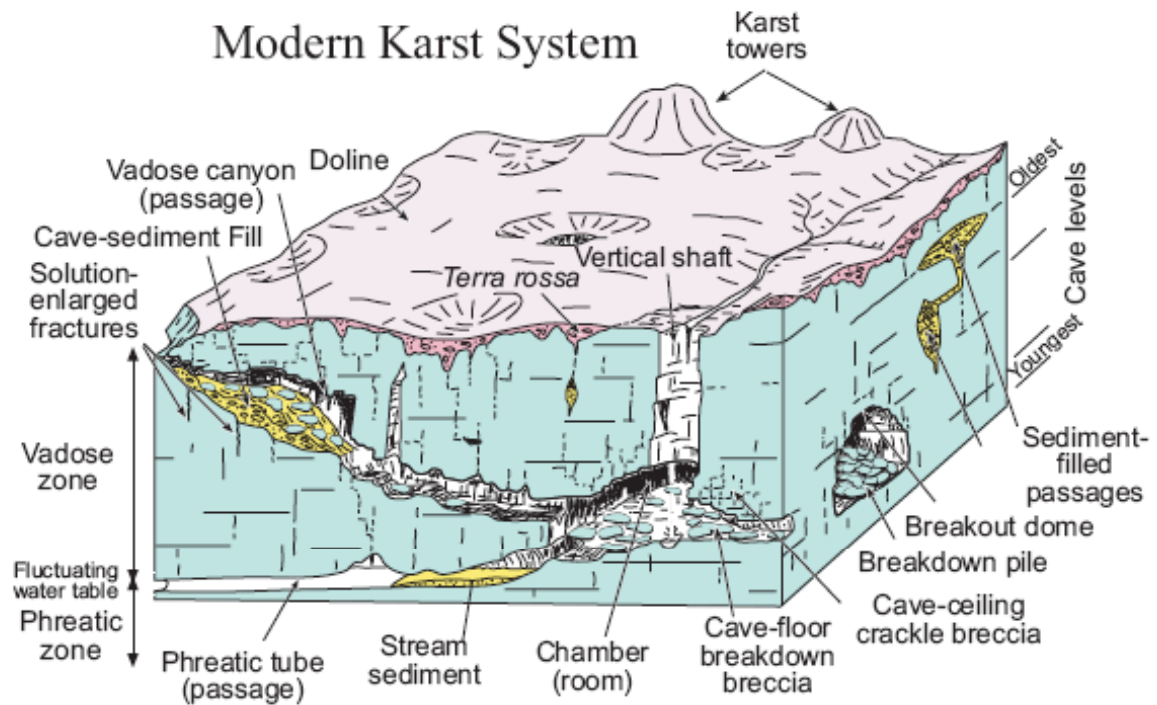 Modern Karst System
Karst
towers
Doline
Vadose canyon
(passage)
Cave-sediment Fill
Solution-
enlarged
fractures
Terra rossa
Vertical shaft
Oldest
Cave levels
Youngest
Vadose
zone
Fluctuating
water table
Phreatic
zone
Phreatic tube
(passage)
Stream
sediment
Chamber
(room)
Cave-floor
breakdown
breccia
Cave-ceiling
crackle breccia
Breakdown pile
Breakout dome
Sediment-
filled
passages